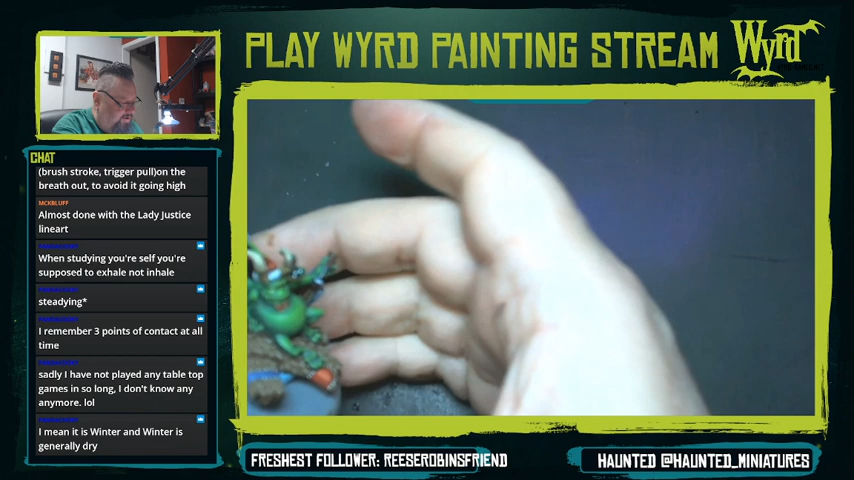 PLAY WYRD PAINTING STREAM
Wyrd
CHAT
(brush stroke, trigger pull)on the
breath out, to avoid it going high
MCKBLUFF
Almost done with the Lady Justice
lineart
When studying you're self you're
supposed to exhale not inhale
steadying*
I remember 3 points of contact at all
time
sadly I have not played any table top
games in so long, I don't know any
anymore. lol
I mean it is Winter and Winter is
generally dry
FRESHEST FOLLOWER: REESEROBINSFRIEND
HAUNTED @HAUNTED_MINIATURES